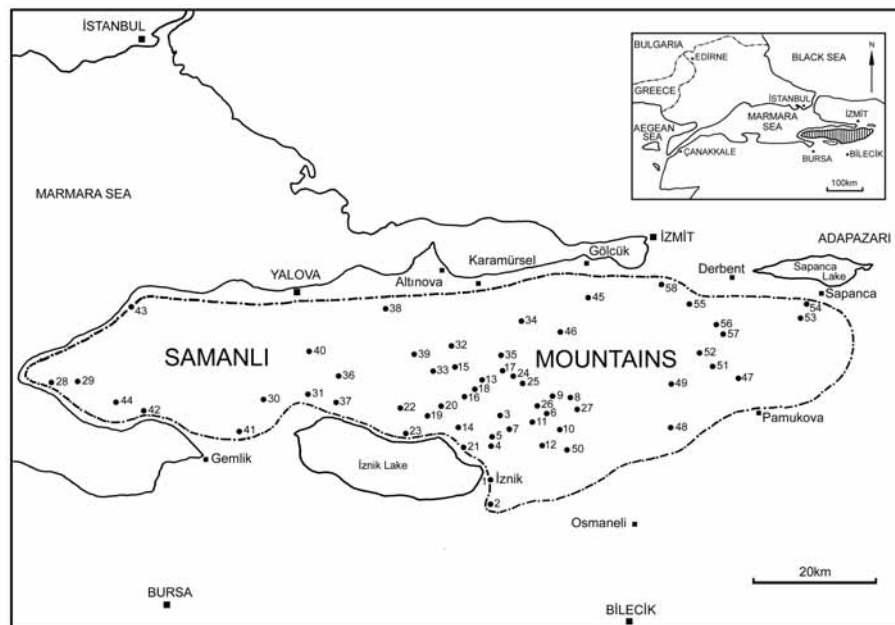 İSTANBUL
BULGARIA
EDİRNE
BLACK SEA
N
GREECE
İSTANBUL
MARMARA
SEA
İZMİT
AEGEAN
SEA
ÇANAKKALE
BURSA
BİLECİK
100km
MARMARA SEA
İZMİT
ADAPAZARI
Gölcük
Karamürsel
Derbent
Sapanca
Lake
YALOVA
Altınova
Sapanca
58
45
55
54
43
38
53
34
56
46
57
32
40
39
35
52
SAMANLI
MOUNTAINS
33
15
17
51
36
24
13
47
28
29
25
49
18
31
16
9
8
30
37
44
20
26
22
27
42
19
3
6
11
14
7
10
48
Pamukova
41
23
5
21
4
12
50
Gemlik
İznik Lake
1
İznik
2
Osmaneli
20km
BURSA
BİLECİK